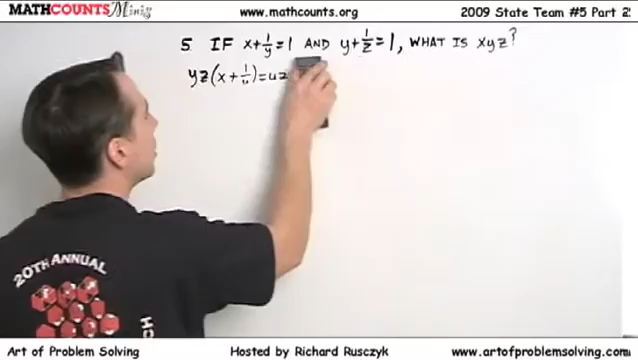 MATHCOUNTS Minis www.mathcounts.org 2009 State Team #5 Part 2
5 IF x+1/y=1 AND y+1/z=1, WHAT IS xyz?
yz(x+1/y)=yz
20TH ANNUAL
CH
Art of Problem Solving Hosted by Richard Rusczyk www.artofproblemsolving.com